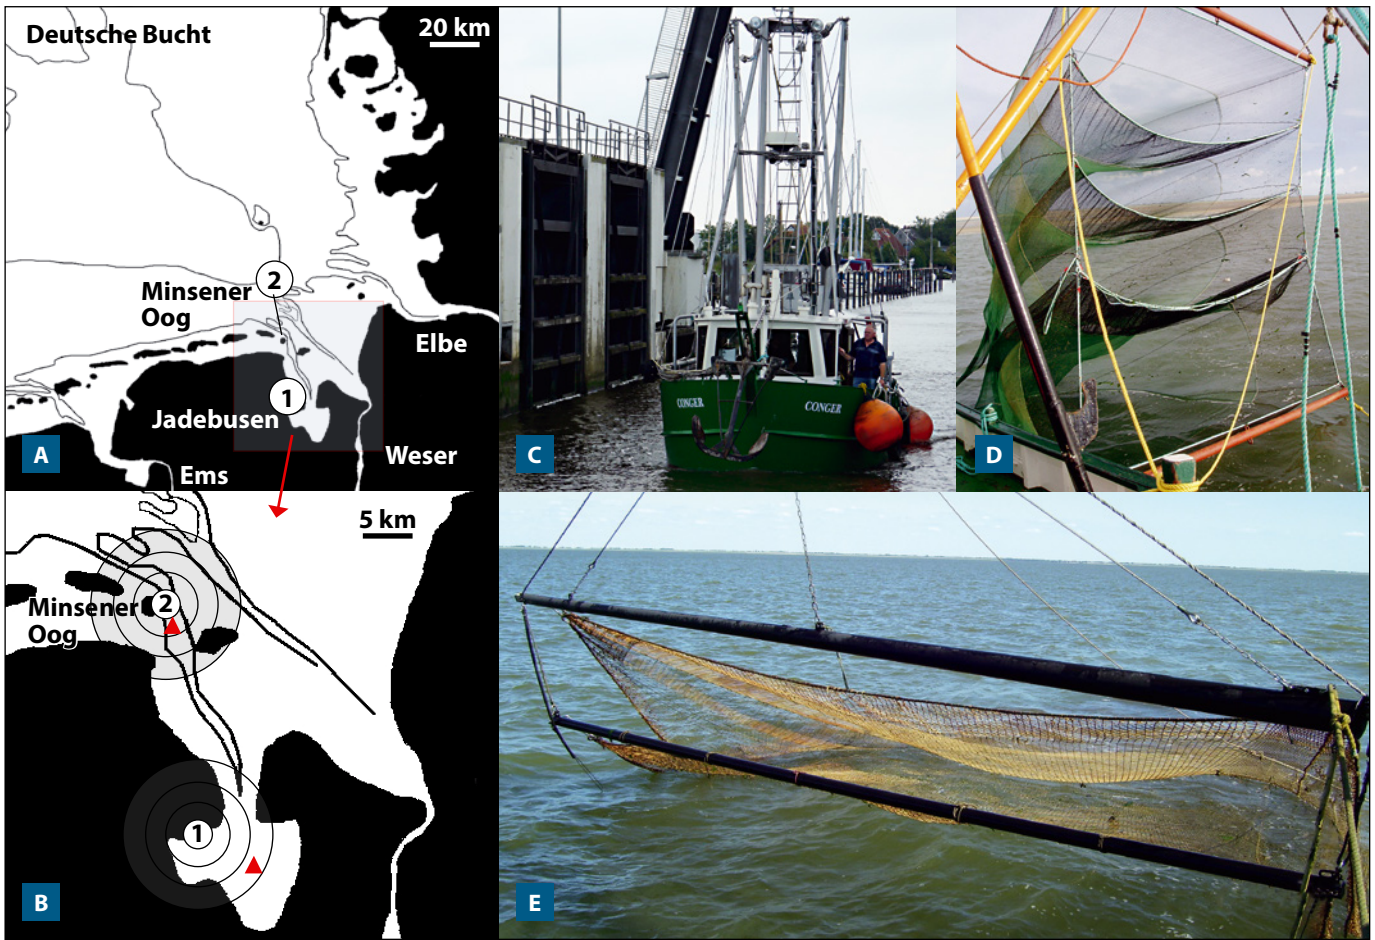 Deutsche Bucht
20 km
2
Minsener
Oog
Elbe
1
Jadebusen
Weser
A
Ems
5 km
Minsener
Oog
2
1
B
CONGER
CONGER
C
D
E